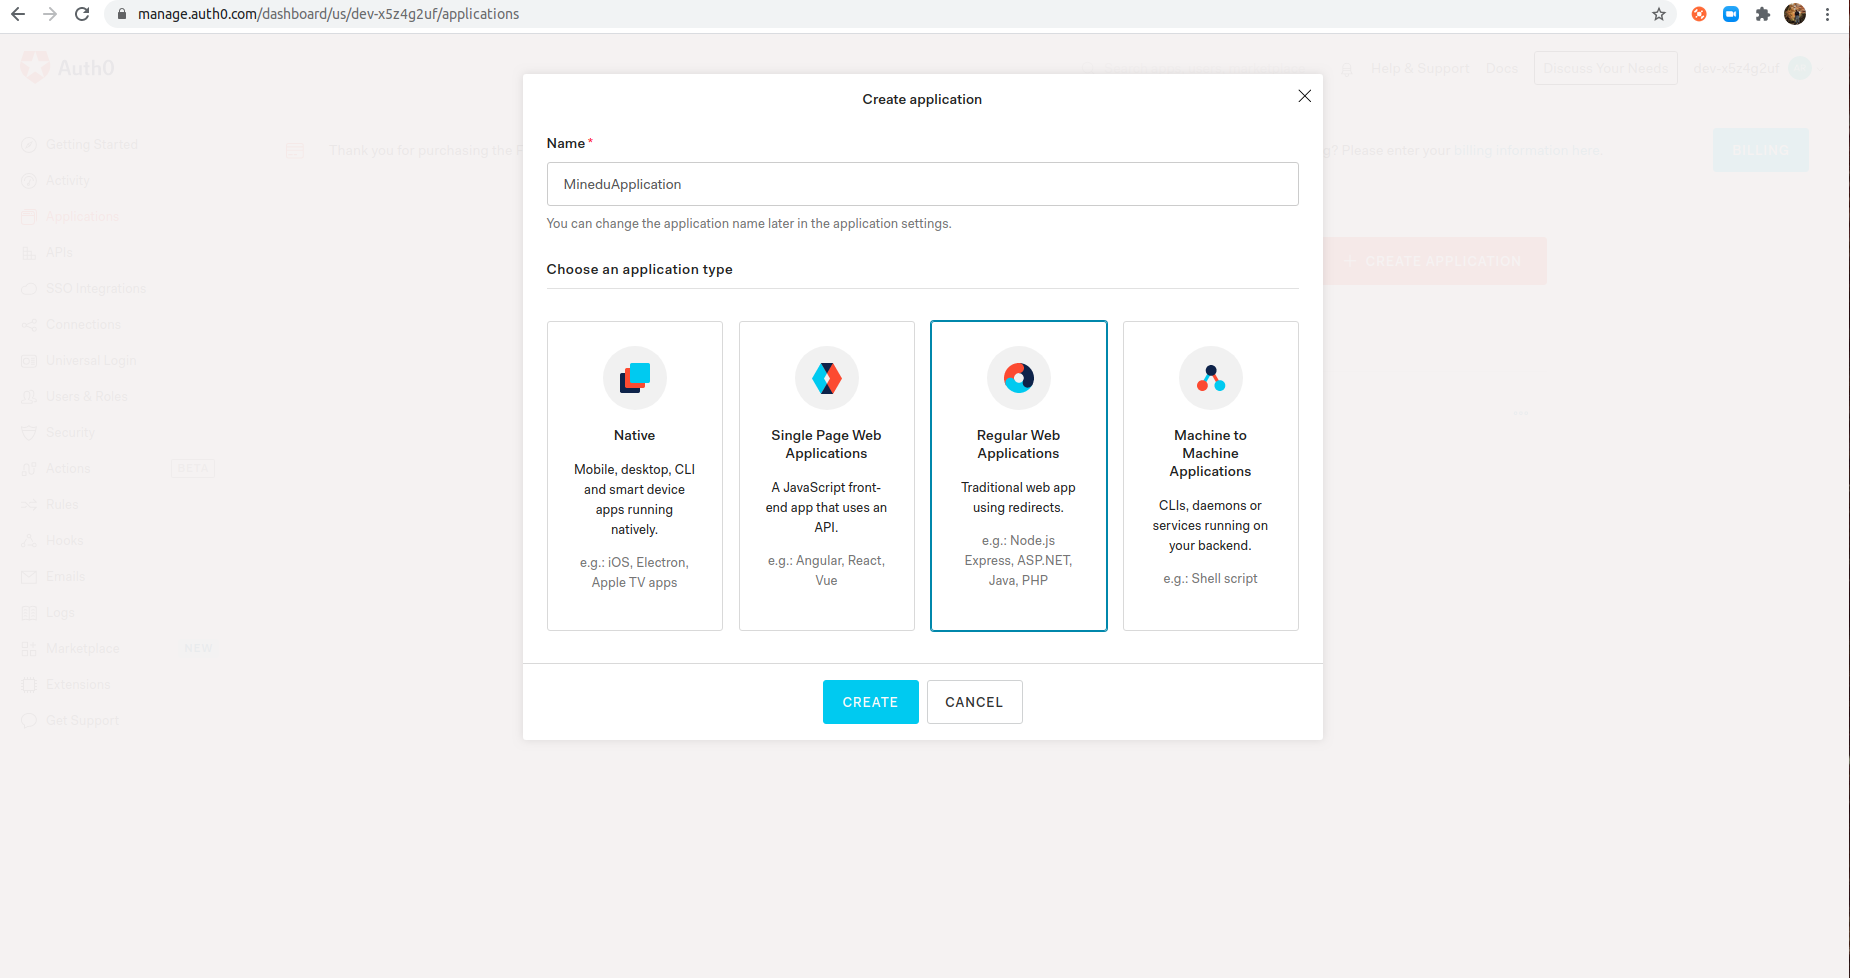 manage.auth0.com/dashboard/us/dev-x5z4g2uf/applications
Auth0
Help & Support
Docs
Discuss Your Needs
dev-x5z4g2uf
Getting Started
Activity
Applications
APIs
SSO Integrations
Connections
Universal Login
Users & Roles
Security
Actions BETA
Rules
Hooks
Emails
Logs
Marketplace NEW
Extensions
Get Support
Thank you for purchasing the
g? Please enter your billing information here.
BILLING
+ CREATE APPLICATION
Create application
Name *
MineduApplication
You can change the application name later in the application settings.
Choose an application type
Native
Mobile, desktop, CLI
and smart device
apps running
natively.
e.g.: iOS, Electron,
Apple TV apps
Single Page Web
Applications
A JavaScript front-
end app that uses an
API.
e.g.: Angular, React,
Vue
Regular Web
Applications
Traditional web app
using redirects.
e.g.: Node.js
Express, ASP.NET,
Java, PHP
Machine to
Machine
Applications
CLIs, daemons or
services running on
your backend.
e.g.: Shell script
CREATE
CANCEL